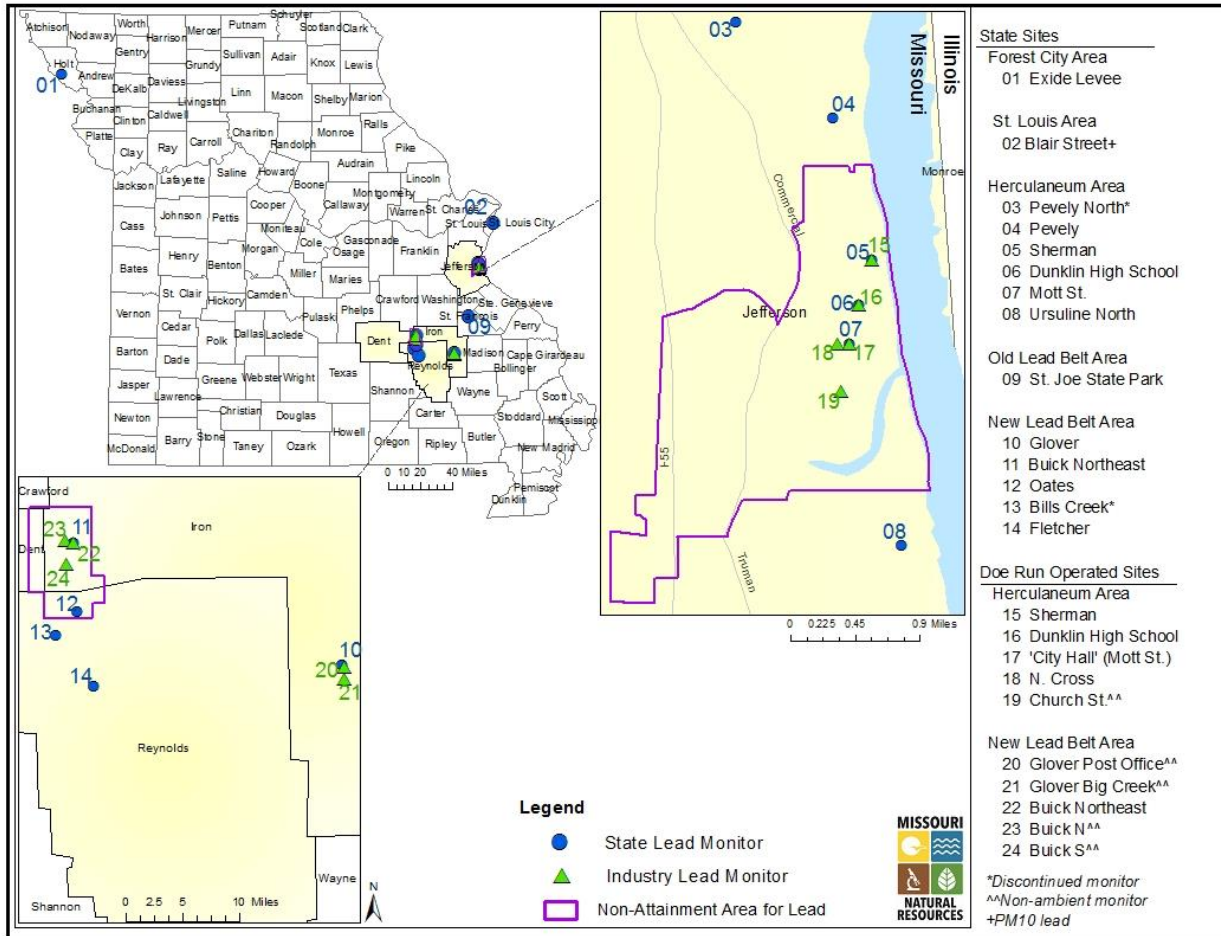 Atchison
Nodaway
Worth
Harrison
Mercer
Putnam
Schuyler
Scotland
Clark
Gentry
Sullivan
Adair
Knox
Lewis
Holt
Andrew
DeKalb
Daviess
Grundy
01
Buchanan
Clinton
Caldwell
Livingston
Linn
Macon
Shelby
Marion
Platte
Clay
Ray
Carroll
Chariton
Randolph
Monroe
Ralls
Pike
Audrain
Jackson
Lafayette
Saline
Howard
Boone
Callaway
Montgomery
Lincoln
Warren
St. Charles
02
St. Louis
St. Louis City
Cass
Johnson
Pettis
Cooper
Moniteau
Cole
Osage
Gasconade
Franklin
Jefferson
Bates
Henry
Benton
Morgan
Miller
Maries
Vernon
St. Clair
Hickory
Camden
Pulaski
Phelps
Crawford
Washington
Ste. Genevieve
St. Francois
09
Perry
Barton
Cedar
Polk
Dallas
Laclede
Dent
Iron
Madison
Cape Girardeau
Bollinger
Dade
Jasper
Greene
Webster
Wright
Texas
Shannon
Reynolds
Wayne
Lawrence
Newton
Christian
Douglas
Howell
Carter
Stoddard
Scott
Mississippi
McDonald
Barry
Stone
Taney
Ozark
Oregon
Ripley
Butler
New Madrid
Dunklin
Pemiscot
0 10 20 40 Miles
03
04
Illinois
Missouri
Monroe
Commercial
15
05
Jefferson
06
16
07
18
17
19
I-55
08
Truman
0 0.225 0.45 0.9 Miles
Crawford
Iron
23
11
Dent
22
24
12
13
14
10
20
21
Reynolds
Wayne
Shannon
0 2.5 5 10 Miles
N
Legend
State Lead Monitor
Industry Lead Monitor
Non-Attainment Area for Lead
MISSOURI
NATURAL
RESOURCES
State Sites
Forest City Area
01 Exide Levee
St. Louis Area
02 Blair Street+
Herculaneum Area
03 Pevely North*
04 Pevely
05 Sherman
06 Dunklin High School
07 Mott St.
08 Ursuline North
Old Lead Belt Area
09 St. Joe State Park
New Lead Belt Area
10 Glover
11 Buick Northeast
12 Oates
13 Bills Creek*
14 Fletcher
Doe Run Operated Sites
Herculaneum Area
15 Sherman
16 Dunklin High School
17 'City Hall' (Mott St.)
18 N. Cross
19 Church St.^^
New Lead Belt Area
20 Glover Post Office^^
21 Glover Big Creek^^
22 Buick Northeast
23 Buick N^^
24 Buick S^^
*Discontinued monitor
^^Non-ambient monitor
+PM10 lead